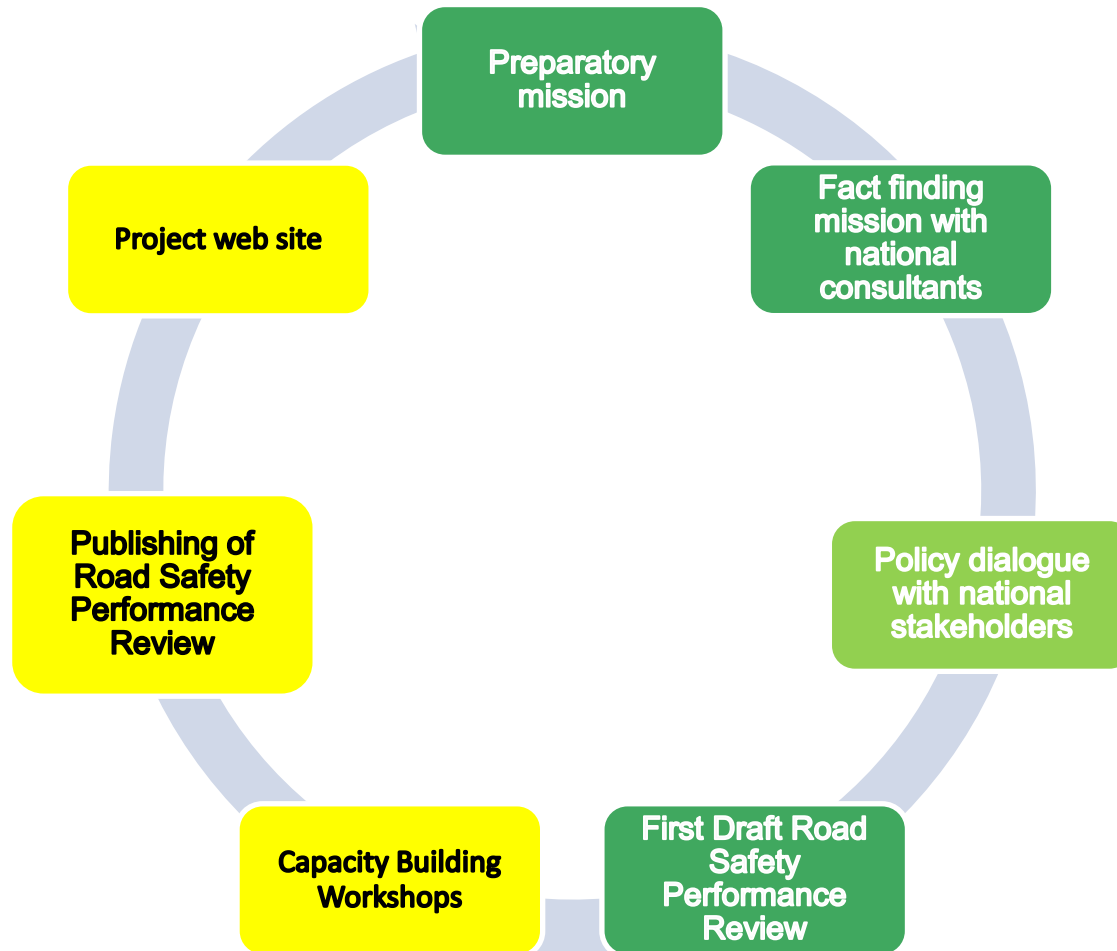 Preparatory
mission
Fact finding
mission with
national
consultants
Policy dialogue
with national
stakeholders
First Draft Road
Safety
Performance
Review
Capacity Building
Workshops
Publishing of
Road Safety
Performance
Review
Project web site